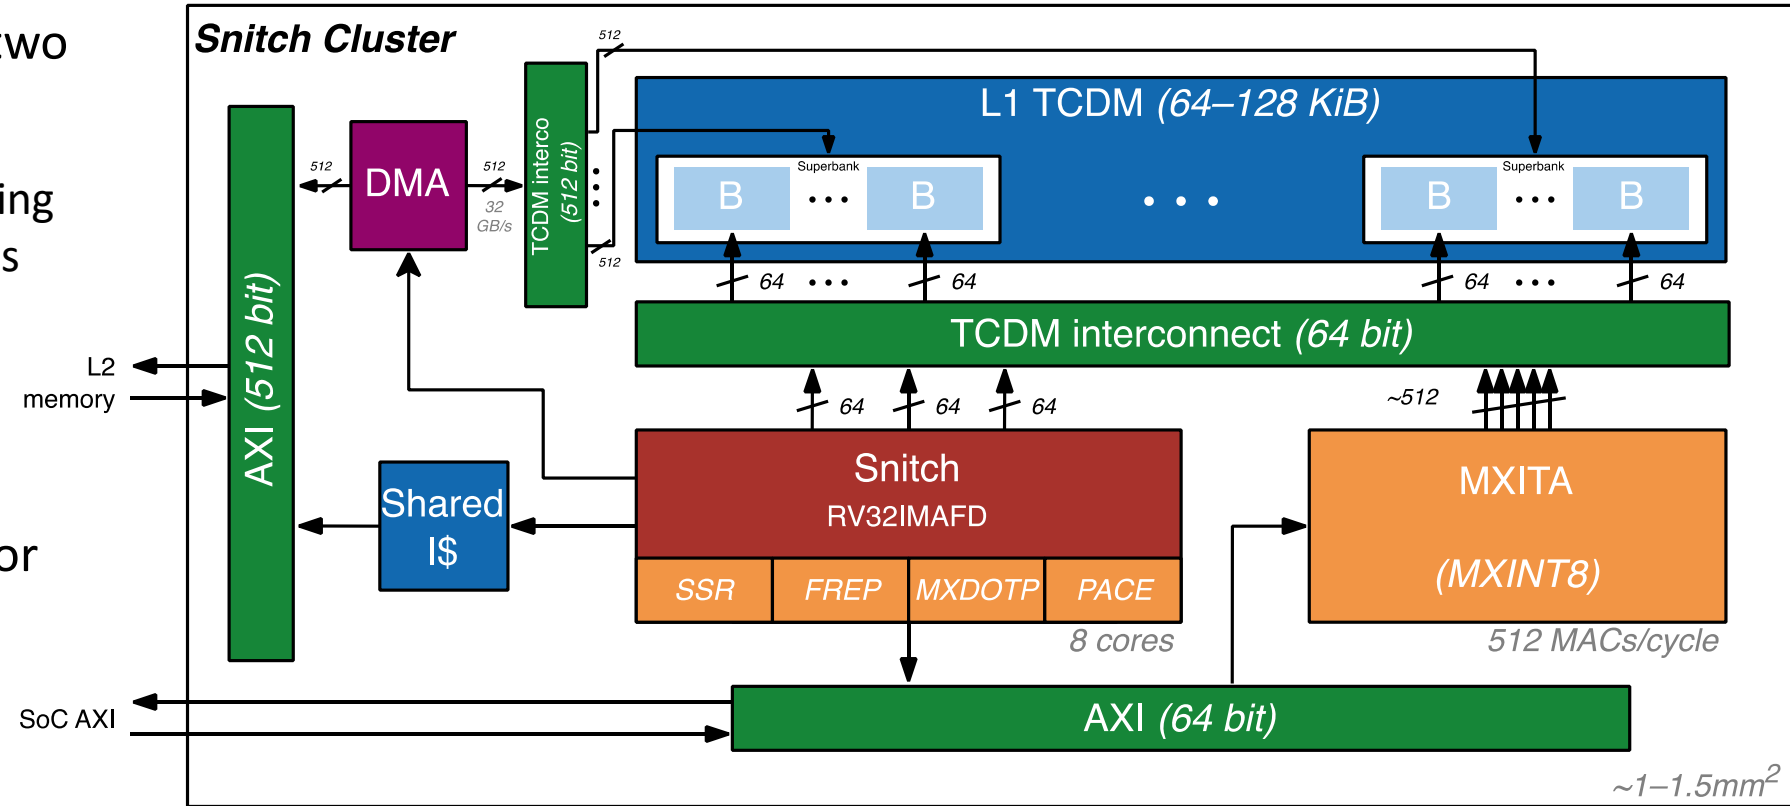 two
ing
s
or
Snitch Cluster
512
L1 TCDM (64–128 KiB)
DMA
512
512
32
GB/s
TCDM interco
(512 bit)
512
Superbank
B ••• B
• • •
Superbank
B ••• B
64 ••• 64
64 ••• 64
TCDM interconnect (64 bit)
AXI (512 bit)
L2
memory
64
64
64
~512
Snitch
RV32IMAFD
SSR
FREP
MXDOTP
PACE
8 cores
MXITA
(MXINT8)
512 MACs/cycle
Shared
I$
SoC AXI
AXI (64 bit)
~1–1.5mm²